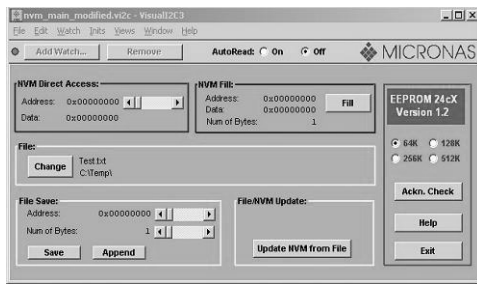 nvm_main_modified.vi2c - VisualI2C3
File Edit Watch Inits Views Window Help
Add Watch... Remove AutoRead: On Off MICRONAS
NVM Direct Access:
Address: 0x00000000
Data: 0x00000000
NVM Fill:
Address: 0x00000000
Data: 0x00000000
Num of Bytes: 1
Fill
EEPROM 24cX
Version 1.2
64K 128K
256K 512K
Ackn. Check
Help
Exit
File:
Change
Test.txt
C:\Temp\
File Save:
Address: 0x00000000
Num of Bytes: 1
Save Append
File/NVM Update:
Update NVM from File